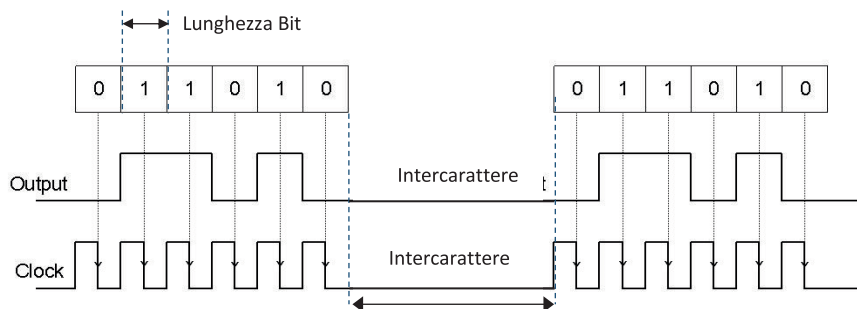 Lunghezza Bit
0 1 1 0 1 0
0 1 1 0 1 0
Output
Intercarattere
Clock
Intercarattere